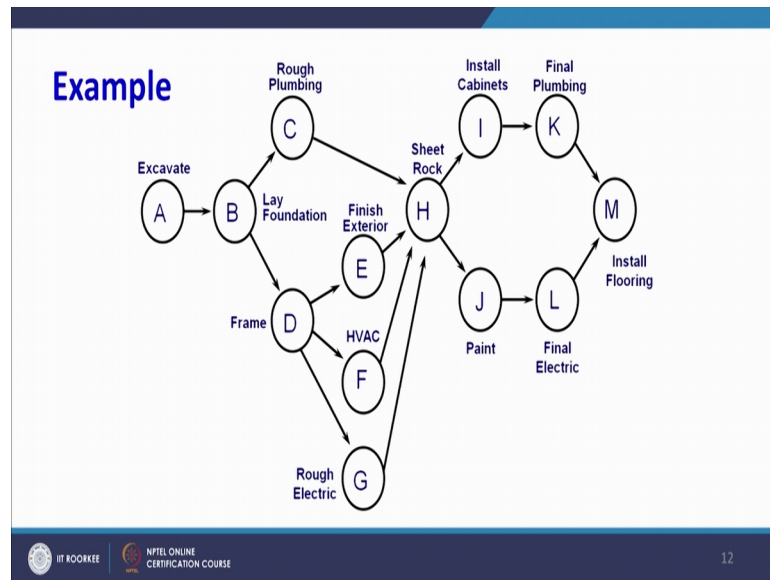 Example
Rough
Plumbing
C
Excavate
A
B
Lay
Foundation
Frame
D
Finish
Exterior
E
HVAC
F
Rough
Electric
G
Sheet
Rock
H
Install
Cabinets
I
Final
Plumbing
K
J
Paint
L
Final
Electric
M
Install
Flooring
IIT ROORKEE
NPTEL ONLINE
CERTIFICATION COURSE
12